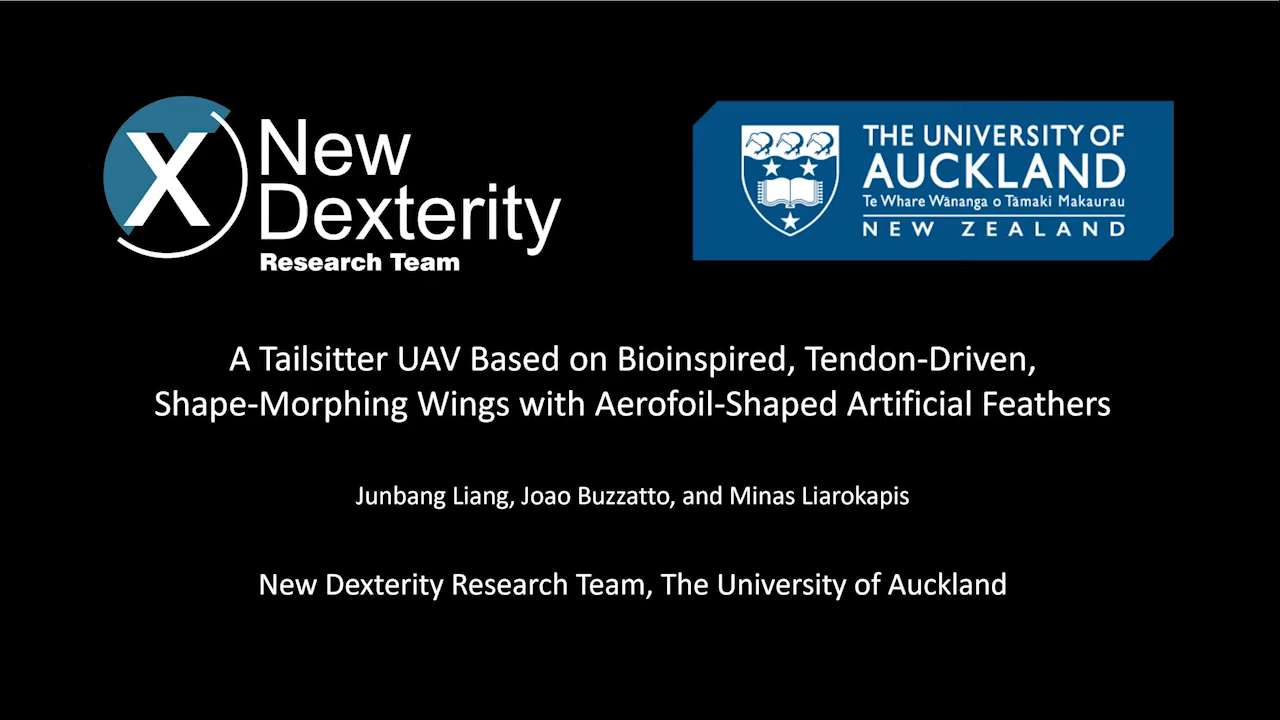 X
New
Dexterity
Research Team
THE UNIVERSITY OF
AUCKLAND
Te Whare Wānanga o Tāmaki Makaurau
NEW ZEALAND
A Tailsitter UAV Based on Bioinspired, Tendon-Driven,
Shape-Morphing Wings with Aerofoil-Shaped Artificial Feathers
Junbang Liang, Joao Buzzatto, and Minas Liarokapis
New Dexterity Research Team, The University of Auckland